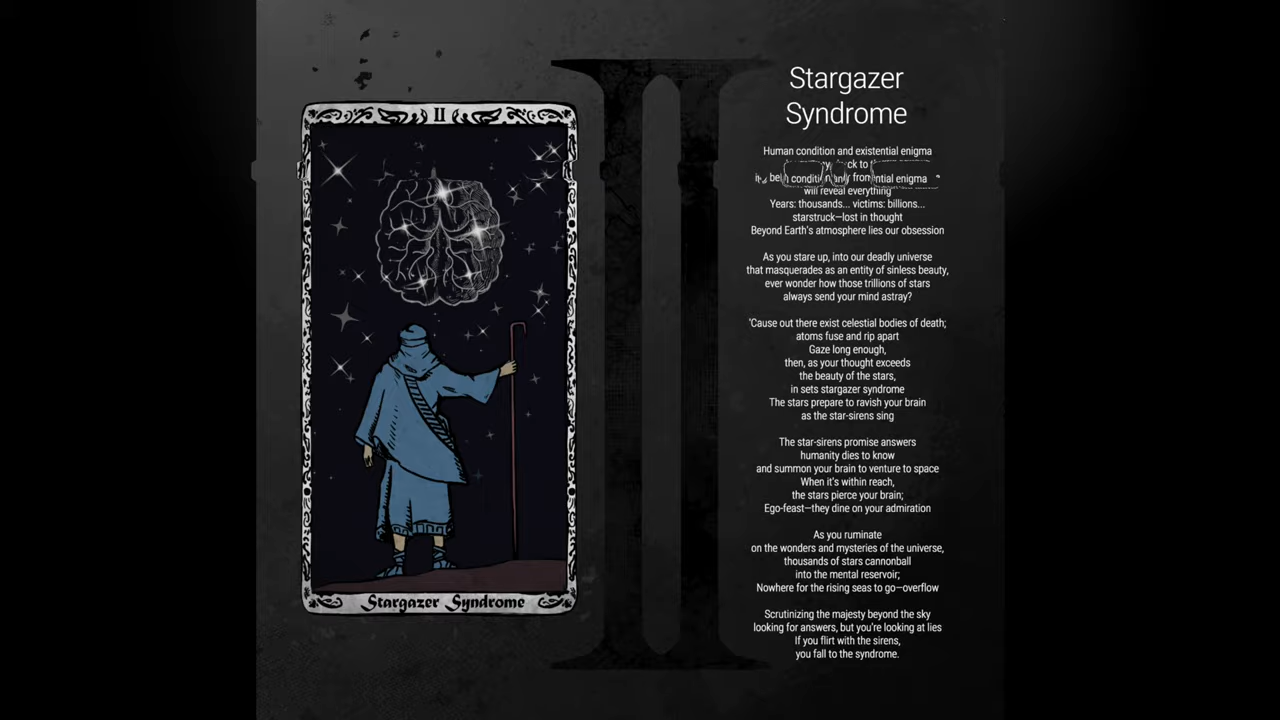 II
Stargazer Syndrome
Stargazer
Syndrome
Human condition and existential enigma
to
condition from enigma
will reveal everything
Years: thousands... victims: billions...
starstruck—lost in thought
Beyond Earth's atmosphere lies our obsession
As you stare up, into our deadly universe
that masquerades as an entity of sinless beauty,
ever wonder how those trillions of stars
always send your mind astray?
'Cause out there exist celestial bodies of death;
atoms fuse and rip apart
Gaze long enough,
then, as your thought exceeds
the beauty of the stars,
in sets stargazer syndrome
The stars prepare to ravish your brain
as the star-sirens sing
The star-sirens promise answers
humanity dies to know
and summon your brain to venture to space
When it's within reach,
the stars pierce your brain;
Ego-feast—they dine on your admiration
As you ruminate
on the wonders and mysteries of the universe,
thousands of stars cannonball
into the mental reservoir;
Nowhere for the rising seas to go—overflow
Scrutinizing the majesty beyond the sky
looking for answers, but you're looking at lies
If you flirt with the sirens,
you fall to the syndrome.